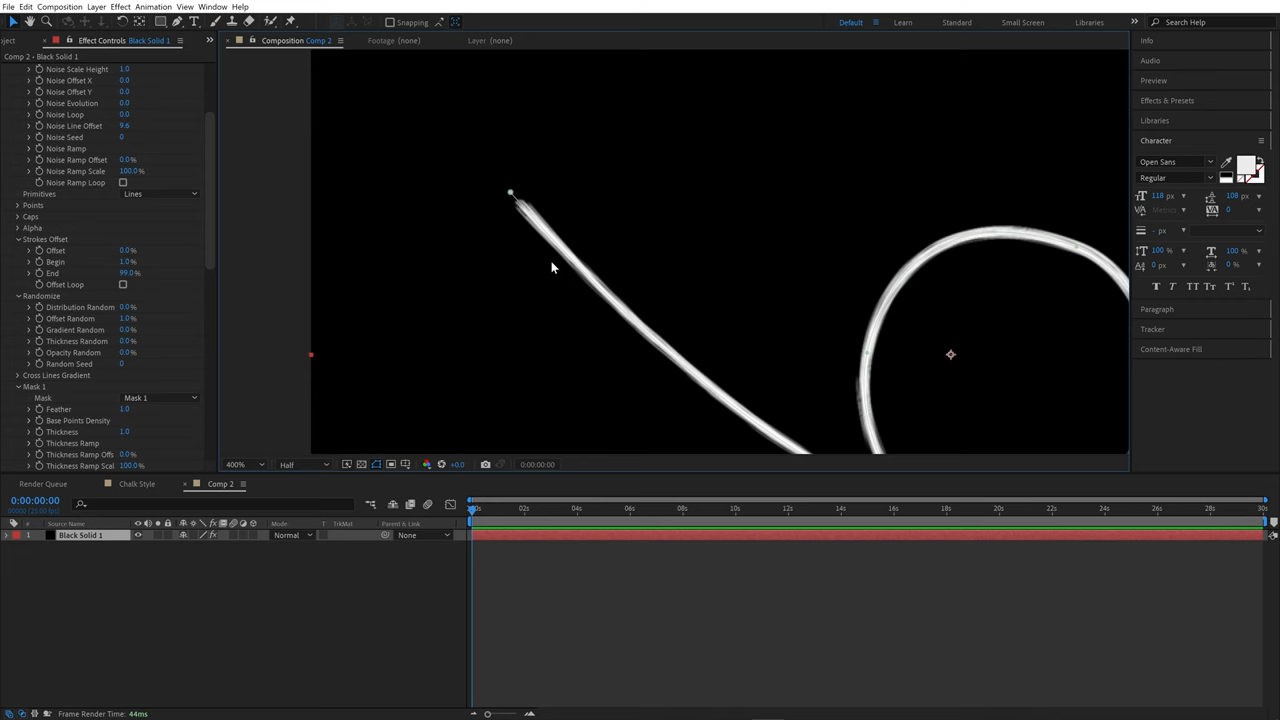 File Edit Composition Layer Effect Animation View Window Help
Snapping
Default Learn Standard Small Screen Libraries Search Help
oject Effect Controls Black Solid 1
Composition Comp 2 Footage (none) Layer (none)
Comp 2 • Black Solid 1
Noise Scale Height 1.0
Noise Offset X 0.0
Noise Offset Y 0.0
Noise Evolution 0.0
Noise Loop 0.0
Noise Line Offset 9.6
Noise Seed 0
Noise Ramp
Noise Ramp Offset 0.0%
Noise Ramp Scale 100.0%
Noise Ramp Loop
Primitives Lines
Points
Caps
Alpha
Strokes Offset
Offset 0.0%
Begin 1.0%
End 99.0%
Offset Loop
Randomize
Distribution Random 0.0%
Offset Random 1.0%
Gradient Random 0.0%
Thickness Random 0.0%
Opacity Random 0.0%
Random Seed 0
Cross Lines Gradient
Mask 1
Mask Mask 1
Feather 1.0
Base Points Density
Thickness 1.0
Thickness Ramp
Thickness Ramp Offs 0.0%
Thickness Ramp Scal 100.0%
400% Half +0.0 0:00:00:00
Info
Audio
Preview
Effects & Presets
Libraries
Character
Open Sans
Regular
118 px 108 px
Metrics 0
- px
100% 100%
0 px 0%
T T TT Tt T T
Paragraph
Tracker
Content-Aware Fill
Render Queue Chalk Style Comp 2
0:00:00:00
00000 (25.00 fps)
# Source Name Mode T TrkMat Parent & Link
1 Black Solid 1 Normal None
02s 04s 06s 08s 10s 12s 14s 16s 18s 20s 22s 24s 26s 28s 30s
Frame Render Time: 44ms